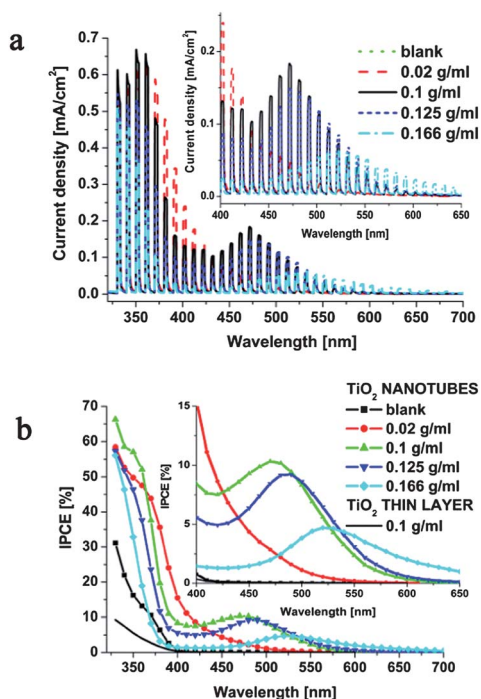 a
Current density [mA/cm²]
0.7
0.6
0.5
0.4
0.3
0.2
0.1
0.0
350 400 450 500 550 600 650 700
Wavelength [nm]
Current density [mA/cm²]
0.2
0.1
0.0
400 450 500 550 600 650
Wavelength [nm]
blank
0.02 g/ml
0.1 g/ml
0.125 g/ml
0.166 g/ml
b
IPCE [%]
70
60
50
40
30
20
10
0
350 400 450 500 550 600 650 700
Wavelength [nm]
IPCE [%]
15
10
5
0
400 450 500 550 600 650
Wavelength [nm]
TiO₂ NANOTUBES
blank
0.02 g/ml
0.1 g/ml
0.125 g/ml
0.166 g/ml
TiO₂ THIN LAYER
0.1 g/ml